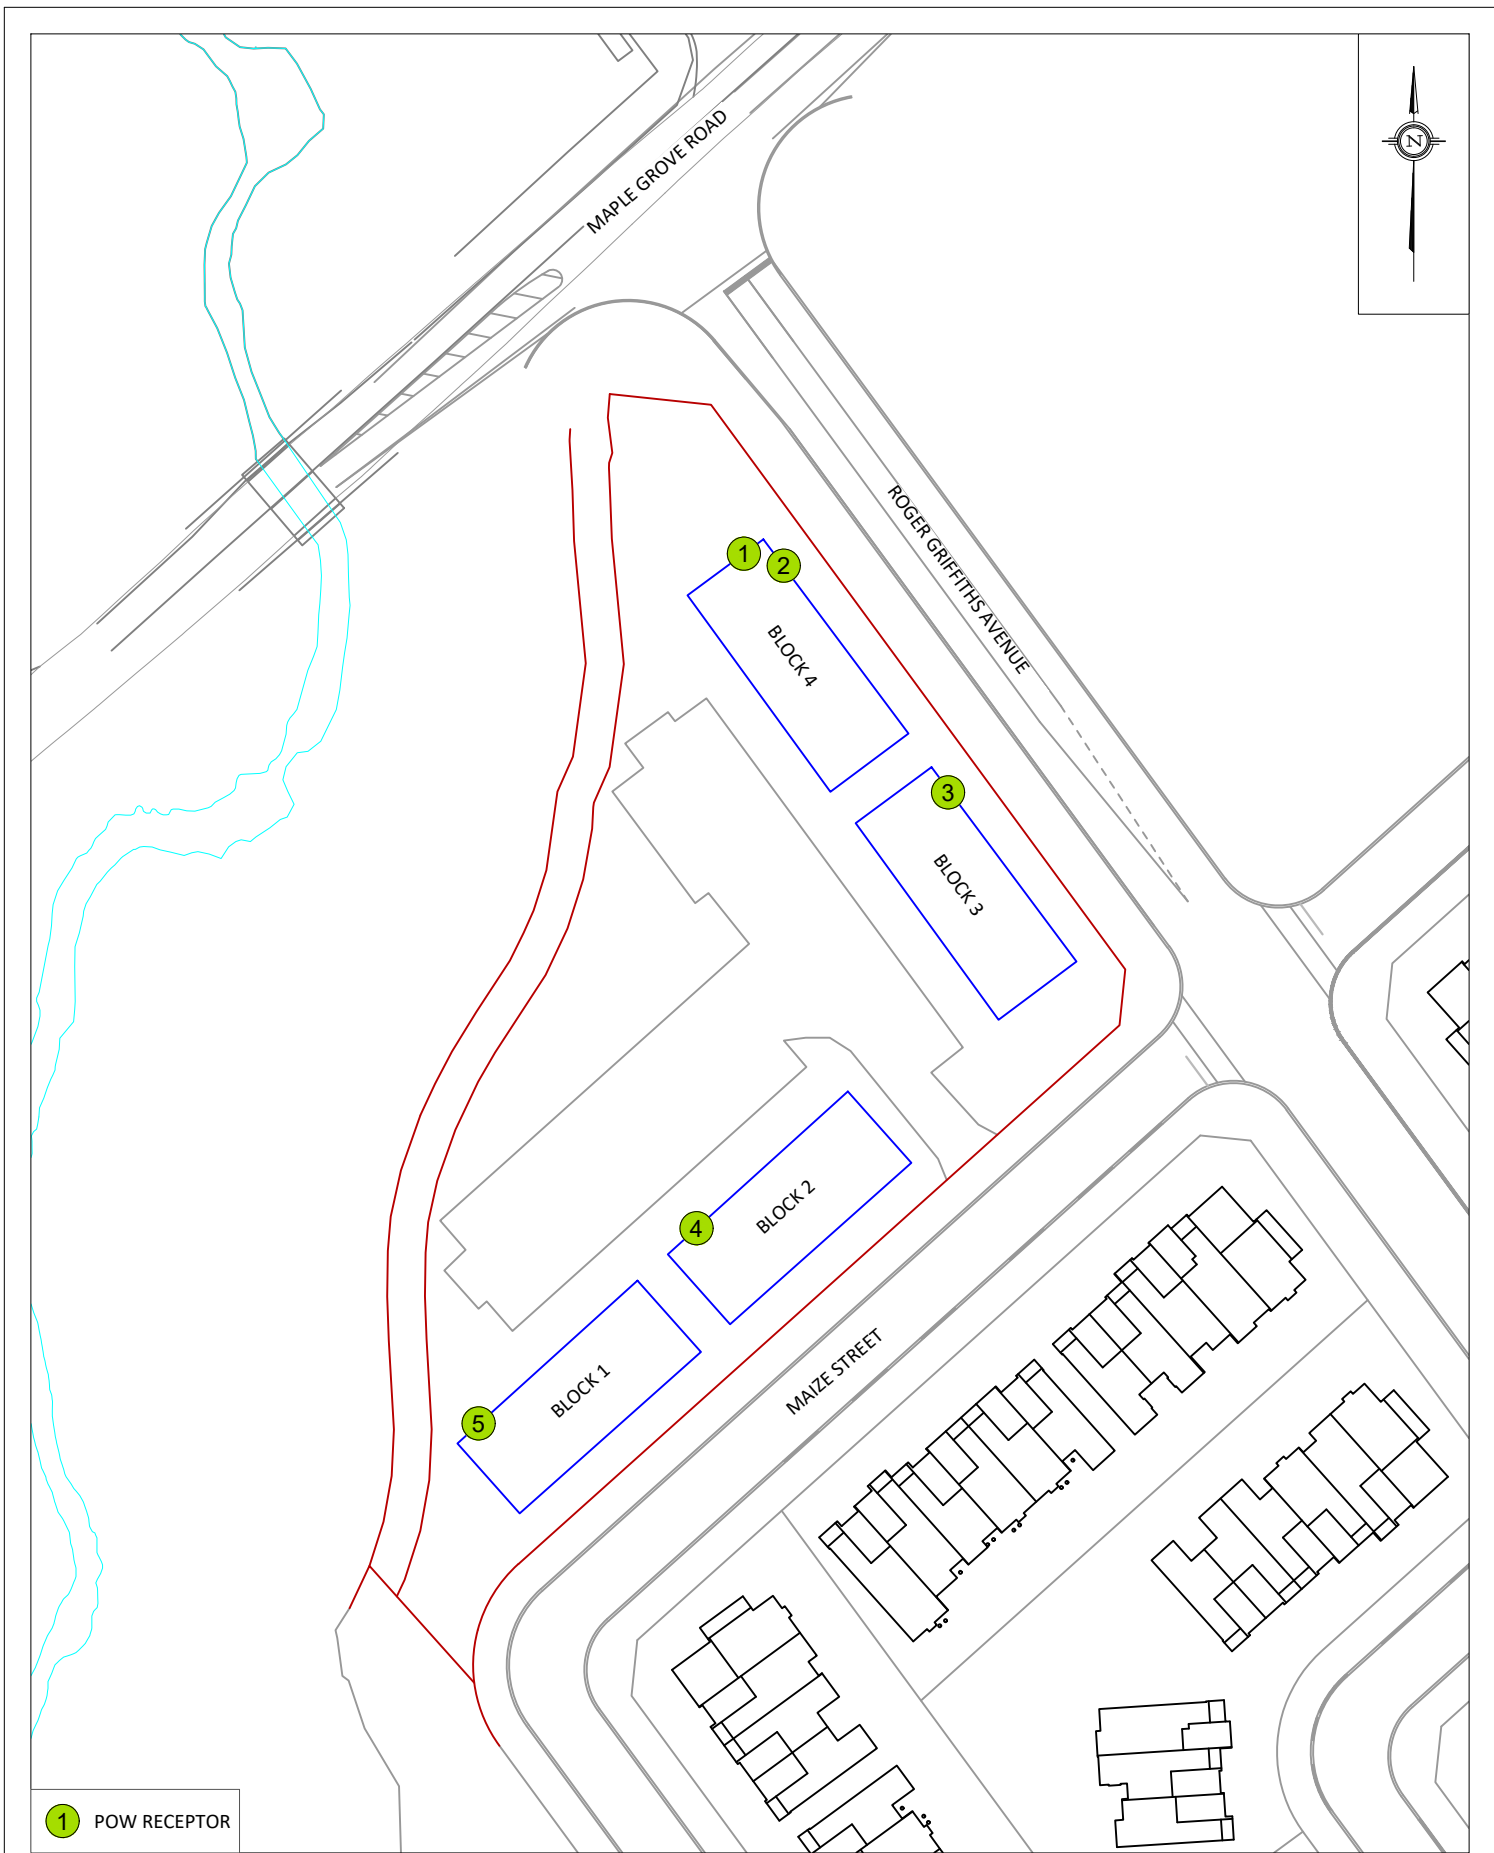 N
MAPLE GROVE ROAD
ROGER GRIFFITHS AVENUE
1
2
BLOCK 4
3
BLOCK 3
4
BLOCK 2
5
BLOCK 1
MAIZE STREET
1 POW RECEPTOR